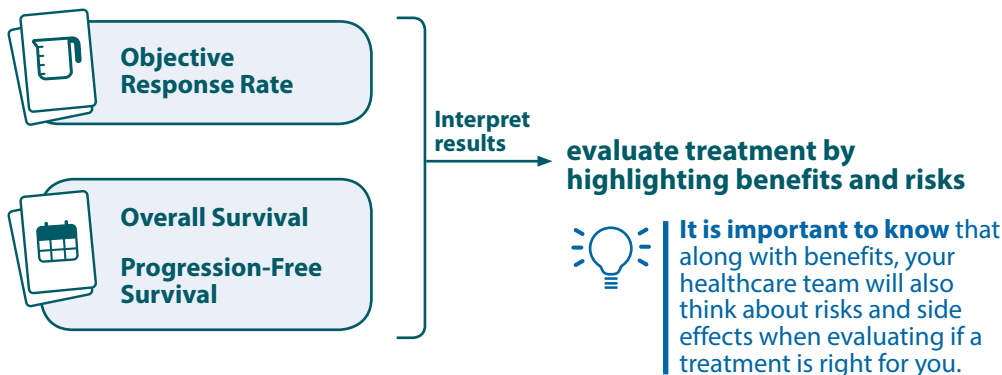 Objective
Response Rate
Overall Survival
Progression-Free
Survival
Interpret
results
evaluate treatment by
highlighting benefits and risks
It is important to know that
along with benefits, your
healthcare team will also
think about risks and side
effects when evaluating if a
treatment is right for you.